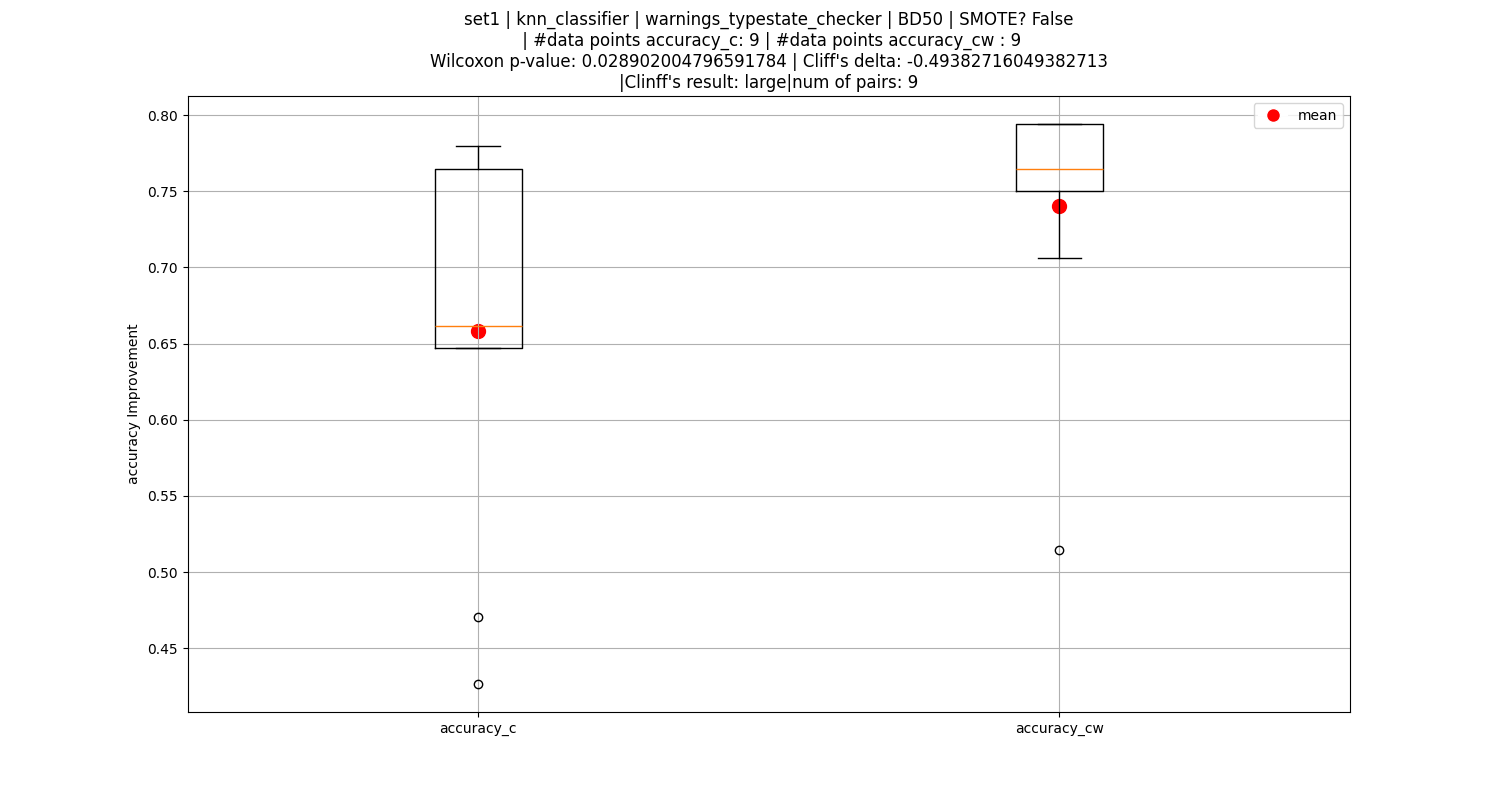 set1 | knn_classifier | warnings_typestate_checker | BD50 | SMOTE? False
| #data points accuracy_c: 9 | #data points accuracy_cw : 9
Wilcoxon p-value: 0.028902004796591784 | Cliff's delta: -0.49382716049382713
|Clinff's result: large|num of pairs: 9
mean
0.80
0.75
0.70
0.65
0.60
0.55
0.50
0.45
accuracy Improvement
accuracy_c
accuracy_cw